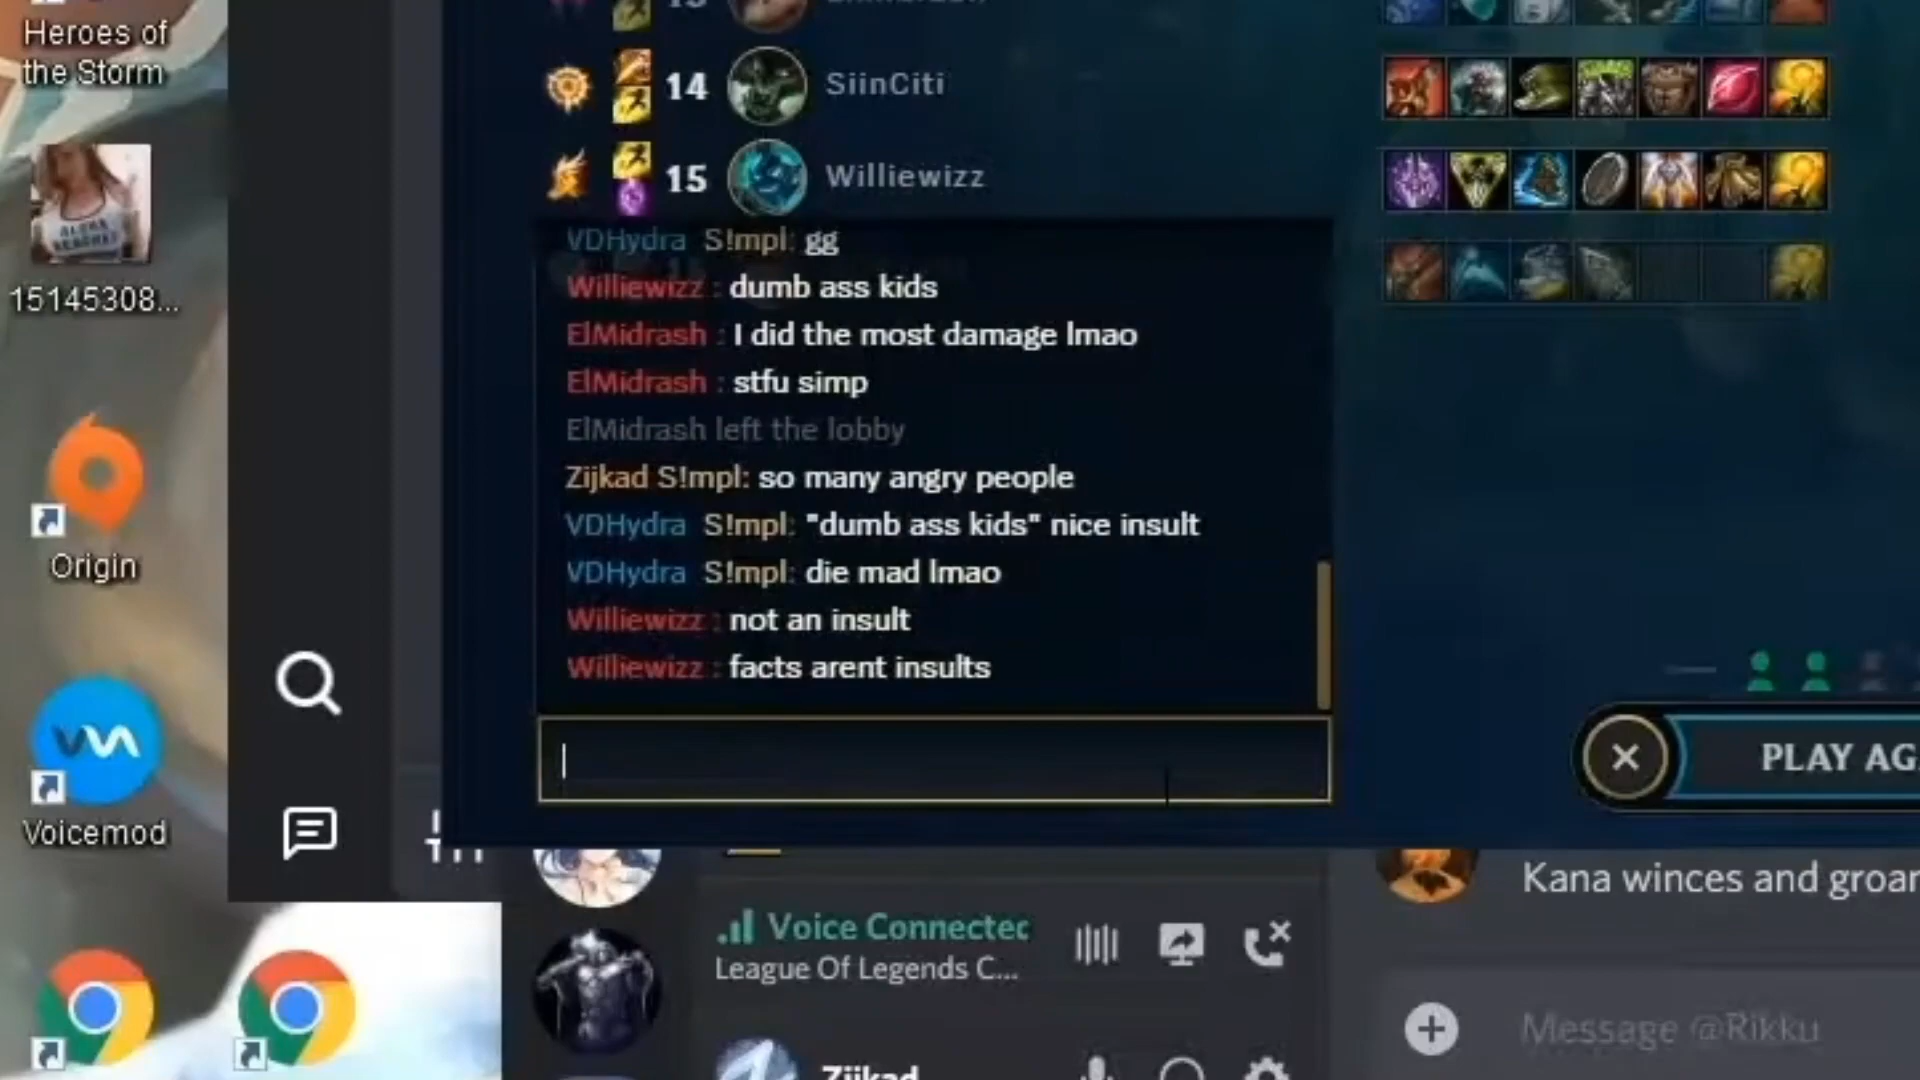 Heroes of
the Storm
14 SiinCiti
15 Williewizz
VDHydra S!mpl: gg
Williewizz : dumb ass kids
ElMidrash : I did the most damage lmao
ElMidrash : stfu simp
ElMidrash left the lobby
Zijkad S!mpl: so many angry people
VDHydra S!mpl: "dumb ass kids" nice insult
VDHydra S!mpl: die mad lmao
Williewizz : not an insult
Williewizz : facts arent insults
15145308...
Origin
Voicemod
PLAY AG
Kana winces and groar
Voice Connected
League Of Legends C...
Message @Rikku
Zijkad